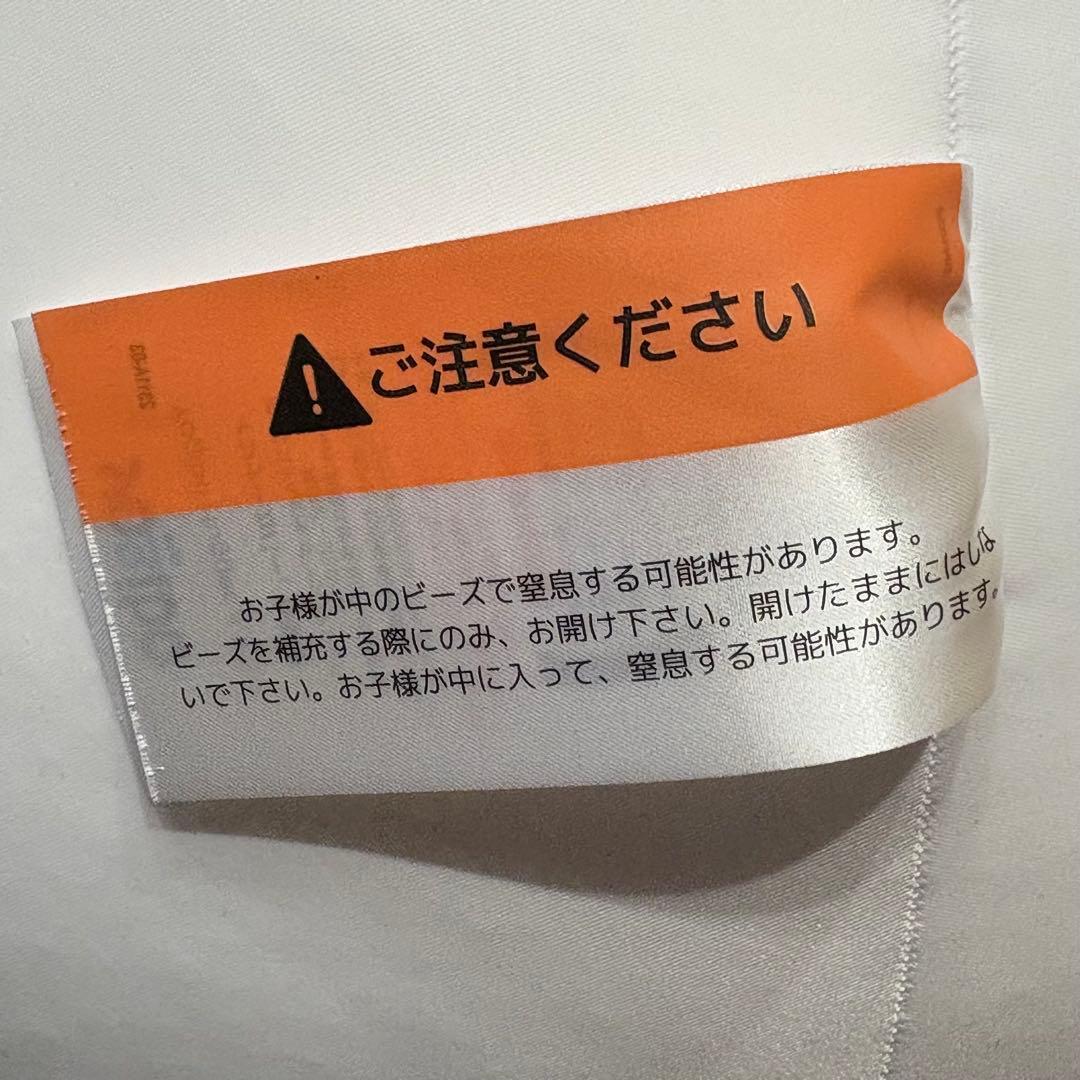 ご注意ください
お子様が中のビーズで窒息する可能性があります。
ビーズを補充する際にのみ、お開け下さい。開けたままにはしな
いで下さい。お子様が中に入って、窒息する可能性があります。